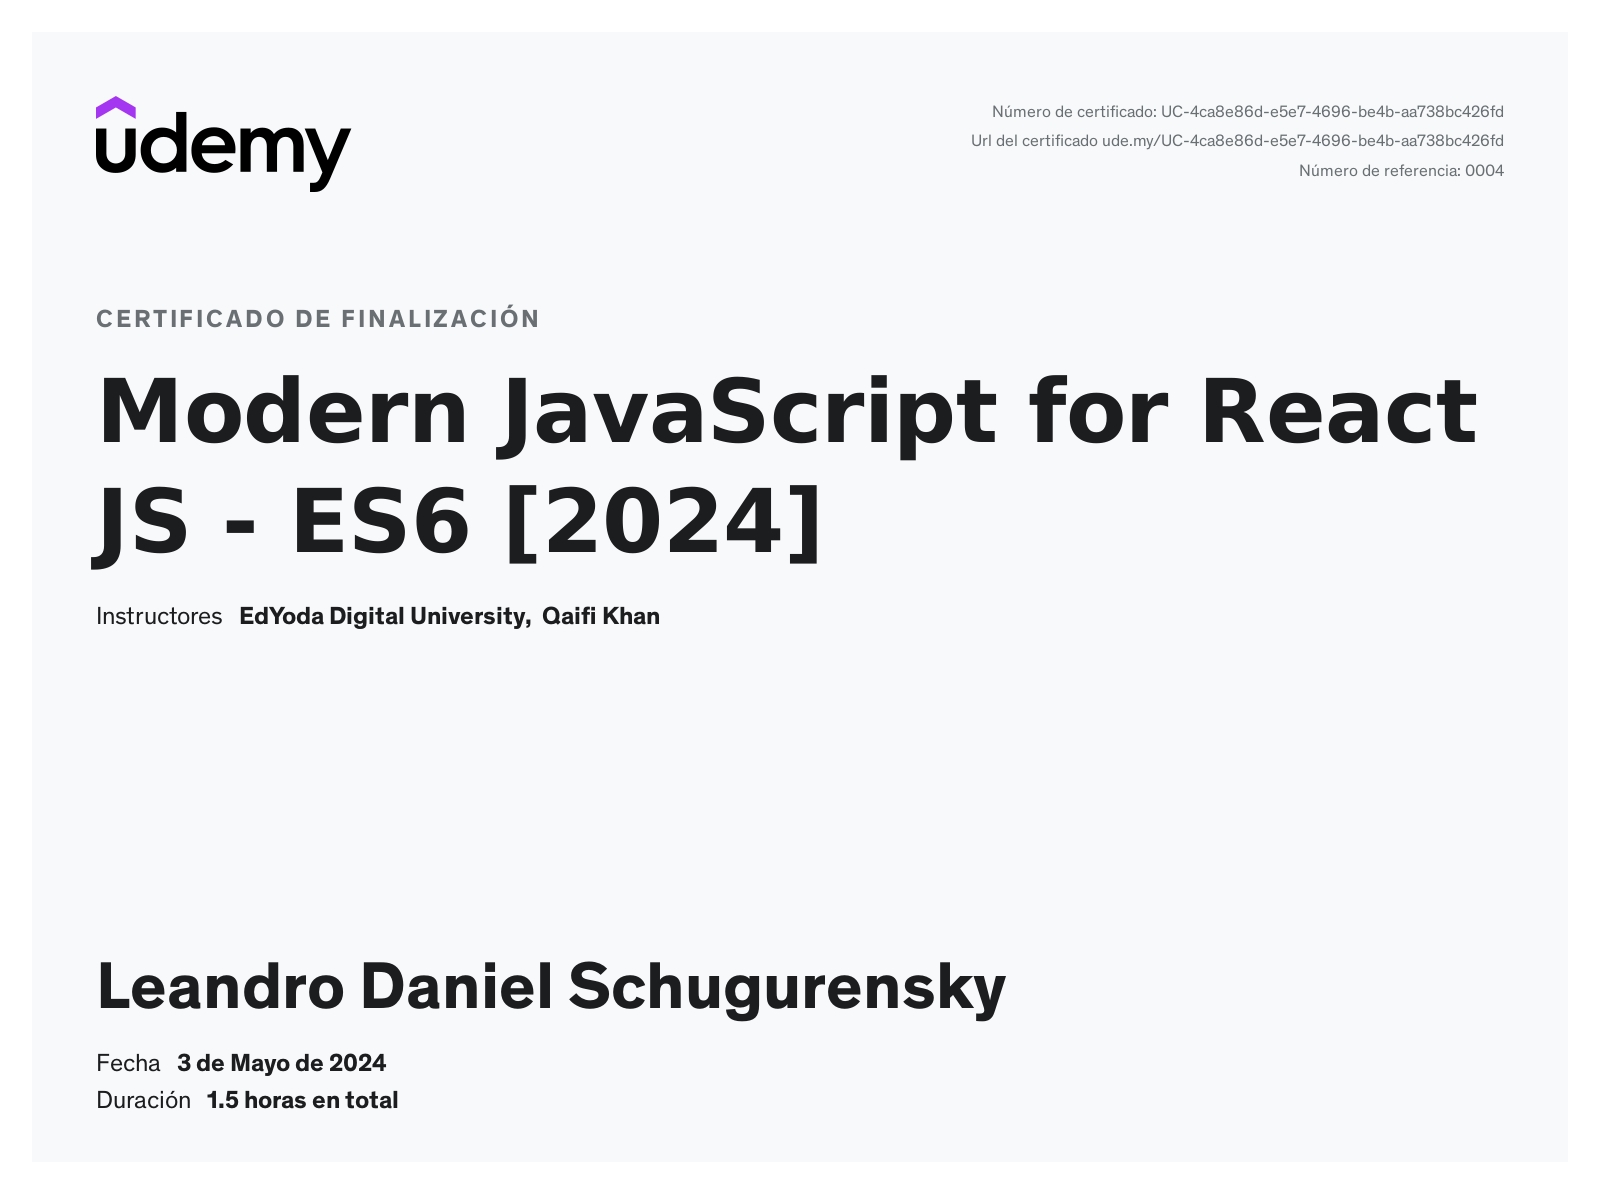 udemy
Número de certificado: UC-4ca8e86d-e5e7-4696-be4b-aa738bc426fd
Url del certificado ude.my/UC-4ca8e86d-e5e7-4696-be4b-aa738bc426fd
Número de referencia: 0004
CERTIFICADO DE FINALIZACIÓN
Modern JavaScript for React
JS - ES6 [2024]
Instructores EdYoda Digital University, Qaifi Khan
Leandro Daniel Schugurensky
Fecha 3 de Mayo de 2024
Duración 1.5 horas en total